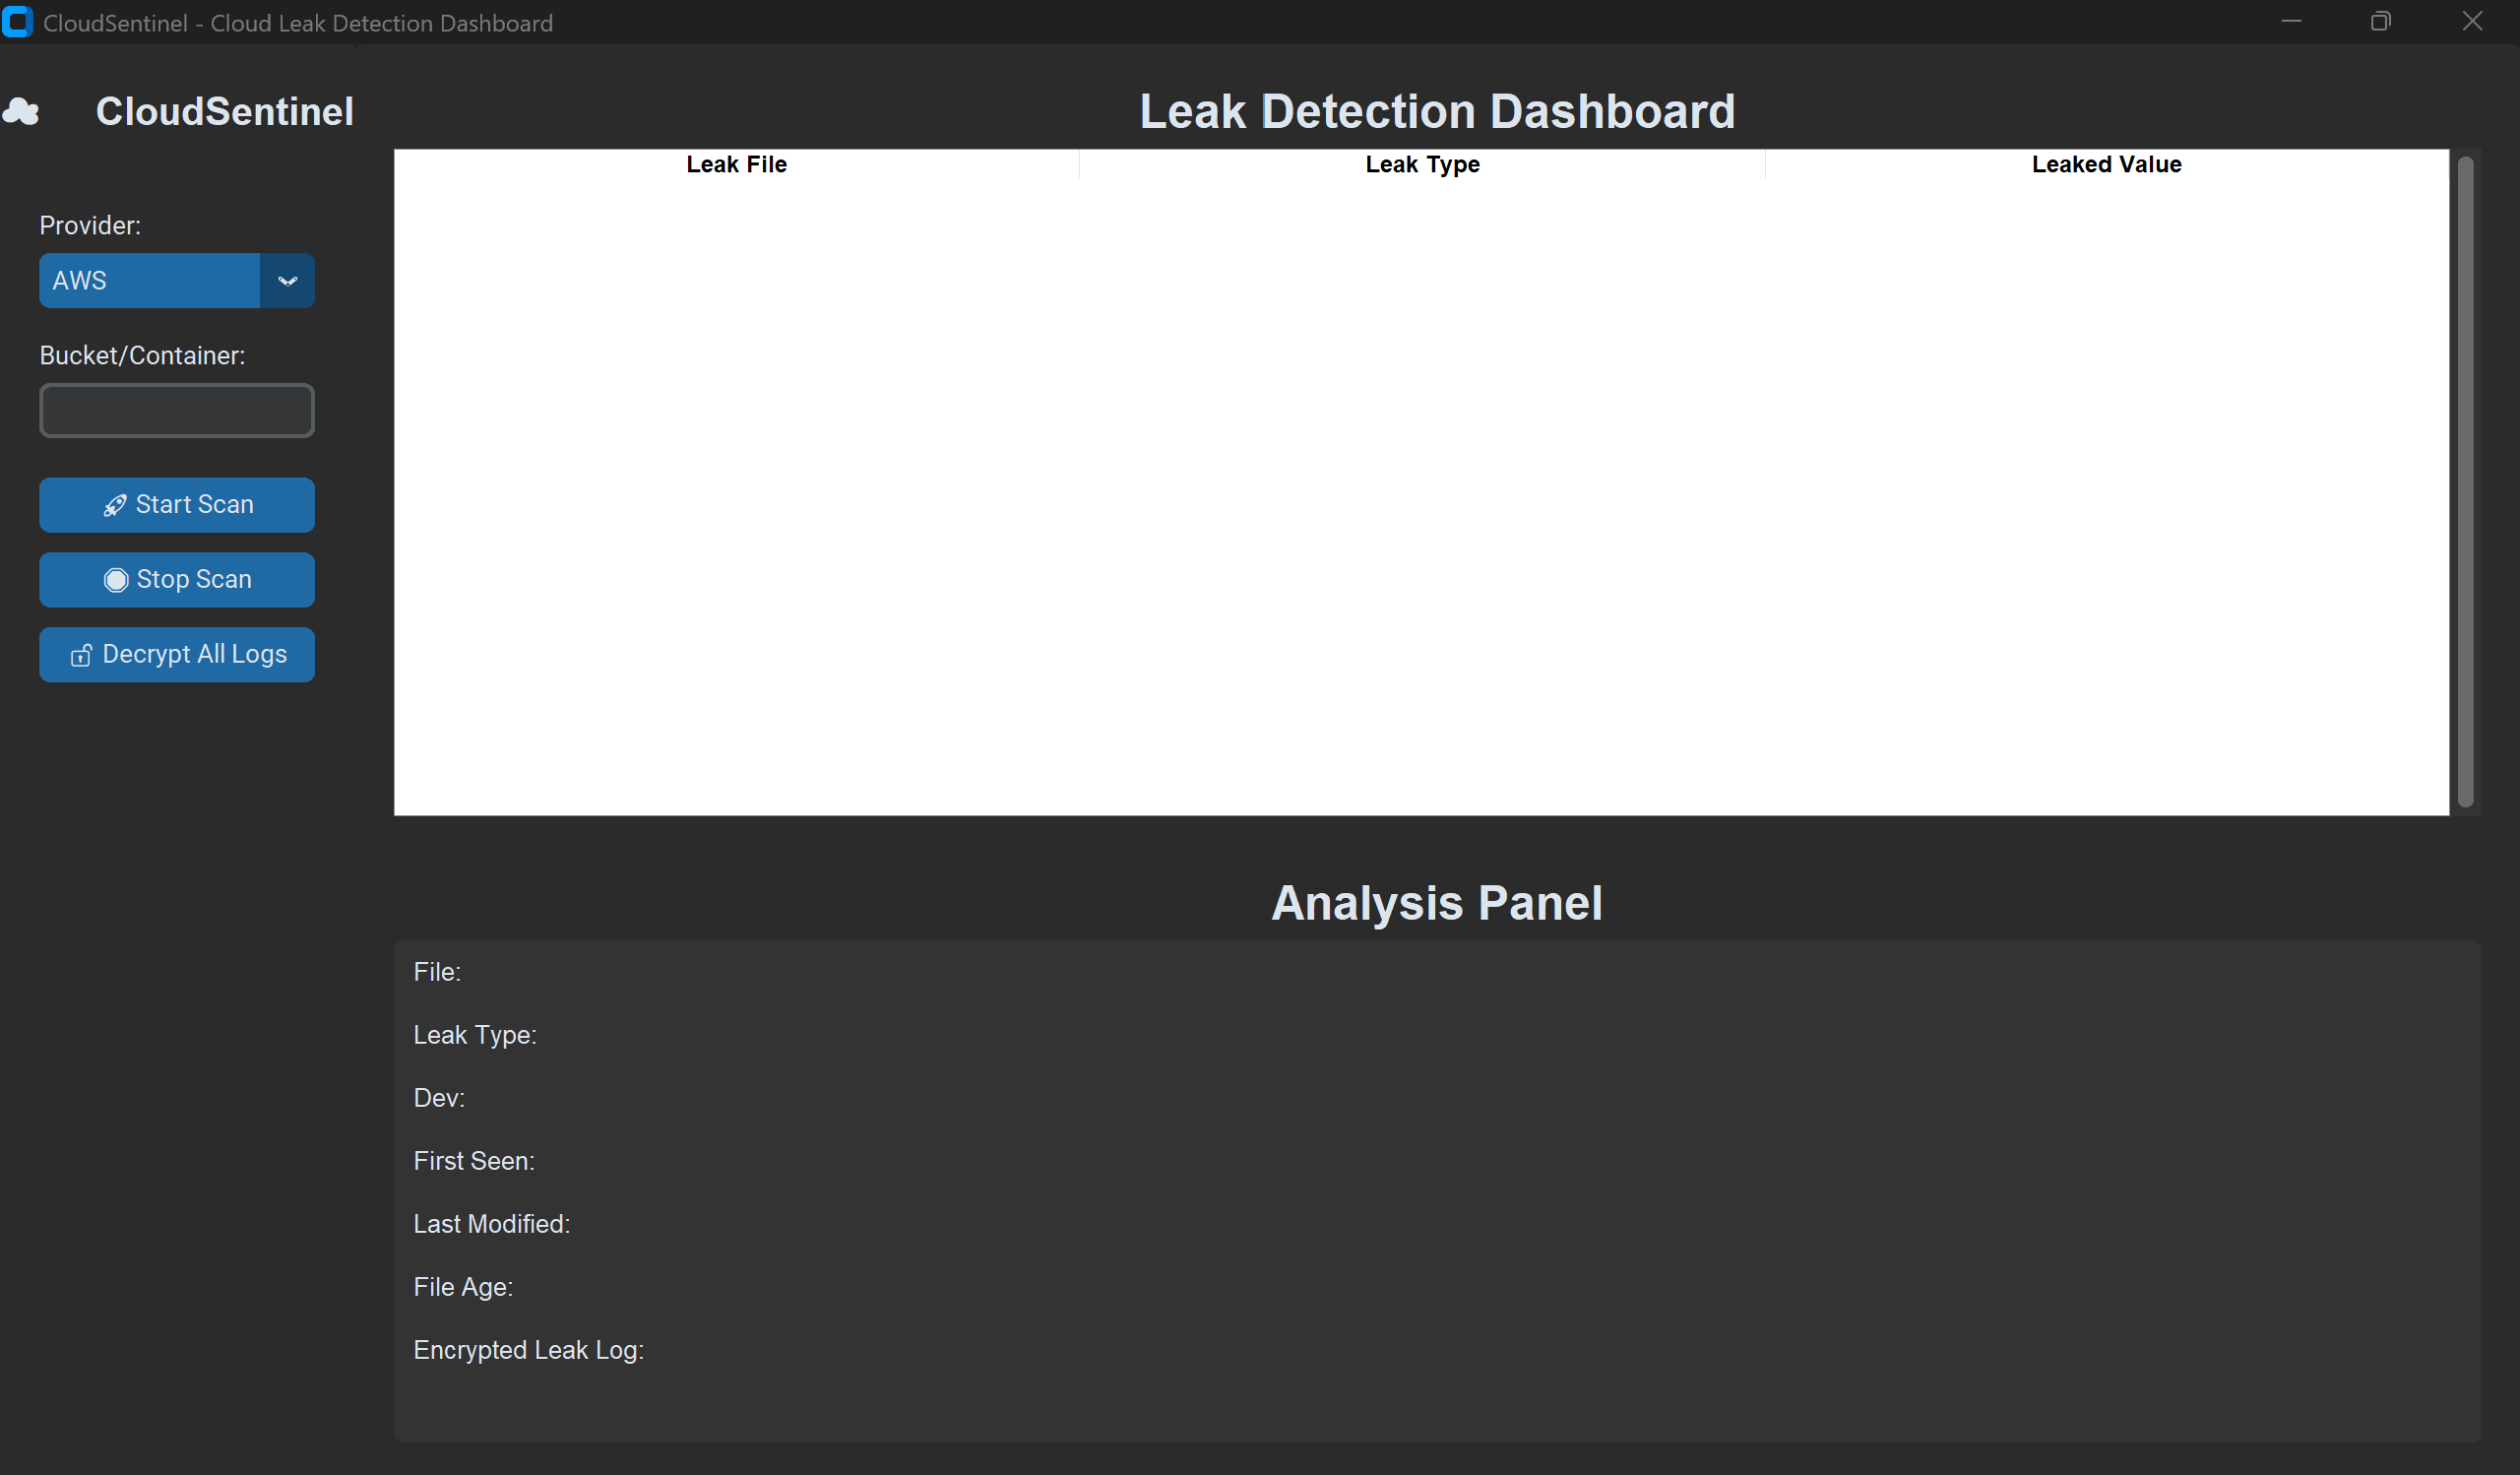 CloudSentinel - Cloud Leak Detection Dashboard
CloudSentinel
Provider:
AWS
Bucket/Container:
Start Scan
Stop Scan
Decrypt All Logs
Leak Detection Dashboard
Leak File Leak Type Leaked Value
Analysis Panel
File:
Leak Type:
Dev:
First Seen:
Last Modified:
File Age:
Encrypted Leak Log: